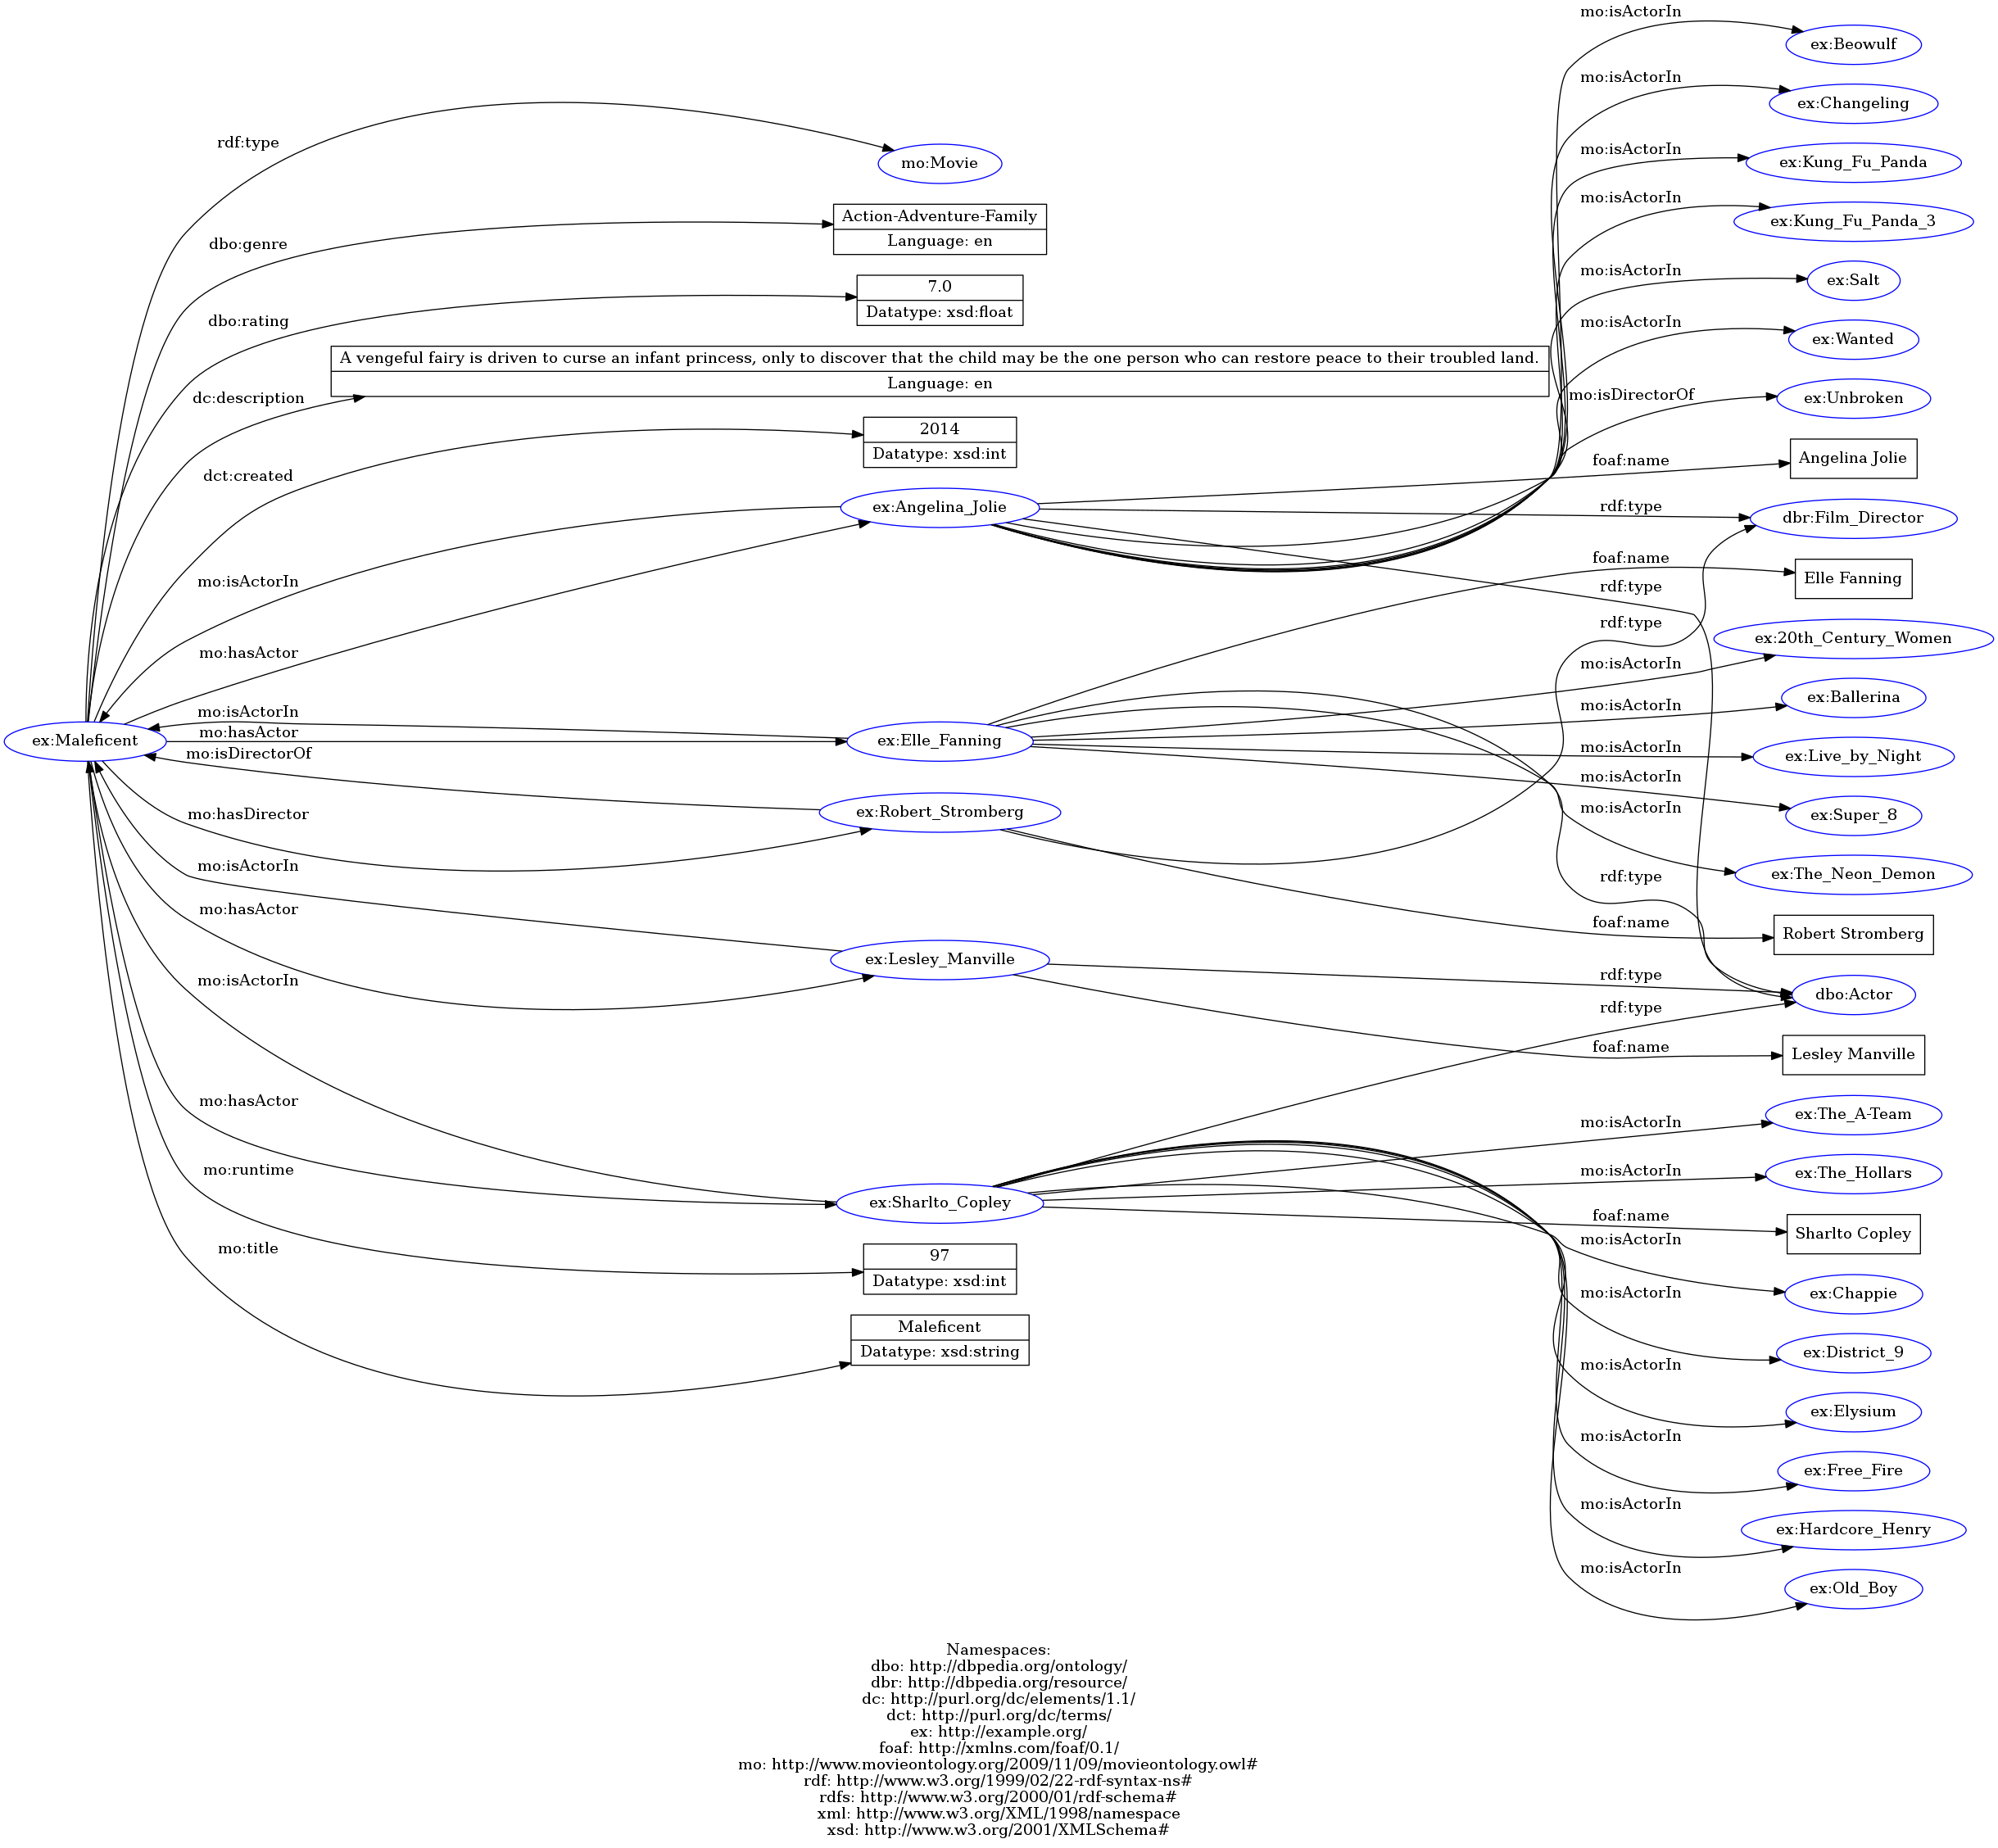 mo:isActorIn
ex:Beowulf
mo:isActorIn
ex:Changeling
rdf:type
mo:Movie
mo:isActorIn
ex:Kung_Fu_Panda
mo:isActorIn
ex:Kung_Fu_Panda_3
dbo:genre
Action-Adventure-Family
Language: en
mo:isActorIn
ex:Salt
dbo:rating
7.0
Datatype: xsd:float
mo:isActorIn
ex:Wanted
dc:description
A vengeful fairy is driven to curse an infant princess, only to discover that the child may be the one person who can restore peace to their troubled land.
Language: en
mo:isDirectorOf
ex:Unbroken
dct:created
2014
Datatype: xsd:int
foaf:name
Angelina Jolie
ex:Angelina_Jolie
rdf:type
dbr:Film_Director
mo:isActorIn
foaf:name
Elle Fanning
rdf:type
rdf:type
mo:hasActor
mo:isActorIn
ex:20th_Century_Women
mo:isActorIn
mo:isActorIn
ex:Ballerina
mo:hasActor
ex:Maleficent
ex:Elle_Fanning
mo:isDirectorOf
mo:isActorIn
ex:Live_by_Night
mo:isActorIn
ex:Super_8
mo:hasDirector
ex:Robert_Stromberg
mo:isActorIn
ex:The_Neon_Demon
mo:isActorIn
rdf:type
mo:hasActor
foaf:name
Robert Stromberg
ex:Lesley_Manville
rdf:type
dbo:Actor
mo:isActorIn
rdf:type
foaf:name
Lesley Manville
mo:hasActor
mo:isActorIn
ex:The_A-Team
mo:runtime
mo:isActorIn
ex:The_Hollars
ex:Sharlto_Copley
foaf:name
Sharlto Copley
mo:title
97
Datatype: xsd:int
mo:isActorIn
ex:Chappie
mo:isActorIn
ex:District_9
Maleficent
Datatype: xsd:string
mo:isActorIn
ex:Elysium
mo:isActorIn
ex:Free_Fire
mo:isActorIn
ex:Hardcore_Henry
mo:isActorIn
ex:Old_Boy
Namespaces:
dbo: http://dbpedia.org/ontology/
dbr: http://dbpedia.org/resource/
dc: http://purl.org/dc/elements/1.1/
dct: http://purl.org/dc/terms/
ex: http://example.org/
foaf: http://xmlns.com/foaf/0.1/
mo: http://www.movieontology.org/2009/11/09/movieontology.owl#
rdf: http://www.w3.org/1999/02/22-rdf-syntax-ns#
rdfs: http://www.w3.org/2000/01/rdf-schema#
xml: http://www.w3.org/XML/1998/namespace
xsd: http://www.w3.org/2001/XMLSchema#